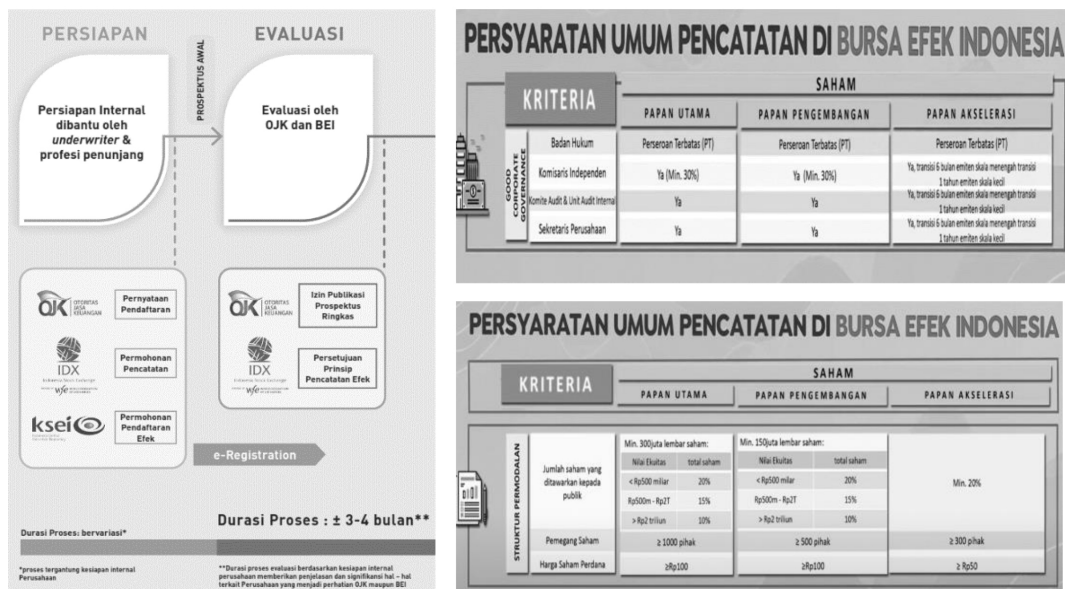 PERSIAPAN
EVALUASI
PROSPEKTUS AWAL
Persiapan Internal
dibantu oleh
underwriter &
profesi penunjang
Evaluasi oleh
OJK dan BEI
OJK OTORITAS
JASA
KEUANGAN
Pernyataan
Pendaftaran
IDX
Indonesia Stock Exchange
wfe
Permohonan
Pencatatan
ksei
Permohonan
Pendaftaran
Efek
OJK OTORITAS
JASA
KEUANGAN
Izin Publikasi
Prospektus
Ringkas
IDX
Indonesia Stock Exchange
wfe
Persetujuan
Prinsip
Pencatatan Efek
e-Registration
Durasi Proses: bervariasi*
Durasi Proses : ± 3-4 bulan**
*proses tergantung kesiapan internal
Perusahaan
**Durasi proses evaluasi berdasarkan kesiapan internal
perusahaan memberikan penjelasan dan signifikansi hal – hal
terkait Perusahaan yang menjadi perhatian OJK maupun BEI
PERSYARATAN UMUM PENCATATAN DI BURSA EFEK INDONESIA
KRITERIA
SAHAM
PAPAN UTAMA PAPAN PENGEMBANGAN PAPAN AKSELERASI
GOOD
CORPORATE
GOVERNANCE
Badan Hukum Perseroan Terbatas (PT) Perseroan Terbatas (PT) Perseroan Terbatas (PT)
Komisaris Independen Ya (Min. 30%) Ya (Min. 30%) Ya, transisi 6 bulan emiten skala menengah transisi
1 tahun emiten skala kecil
Komite Audit & Unit Audit Internal Ya Ya Ya, transisi 6 bulan emiten skala menengah transisi
1 tahun emiten skala kecil
Sekretaris Perusahaan Ya Ya Ya, transisi 6 bulan emiten skala menengah transisi
1 tahun emiten skala kecil
PERSYARATAN UMUM PENCATATAN DI BURSA EFEK INDONESIA
KRITERIA
SAHAM
PAPAN UTAMA PAPAN PENGEMBANGAN PAPAN AKSELERASI
STRUKTUR PERMODALAN
Jumlah saham yang
ditawarkan kepada
publik
Min. 300juta lembar saham:
Nilai Ekuitas total saham
< Rp500 miliar 20%
Rp500m - Rp2T 15%
> Rp2 triliun 10%
Min. 150juta lembar saham:
Nilai Ekuitas total saham
< Rp500 milar 20%
Rp500m - Rp2T 15%
> Rp2 triliun 10%
Min. 20%
Pemegang Saham ≥ 1000 pihak ≥ 500 pihak ≥ 300 pihak
Harga Saham Perdana ≥Rp100 ≥Rp100 ≥ Rp50